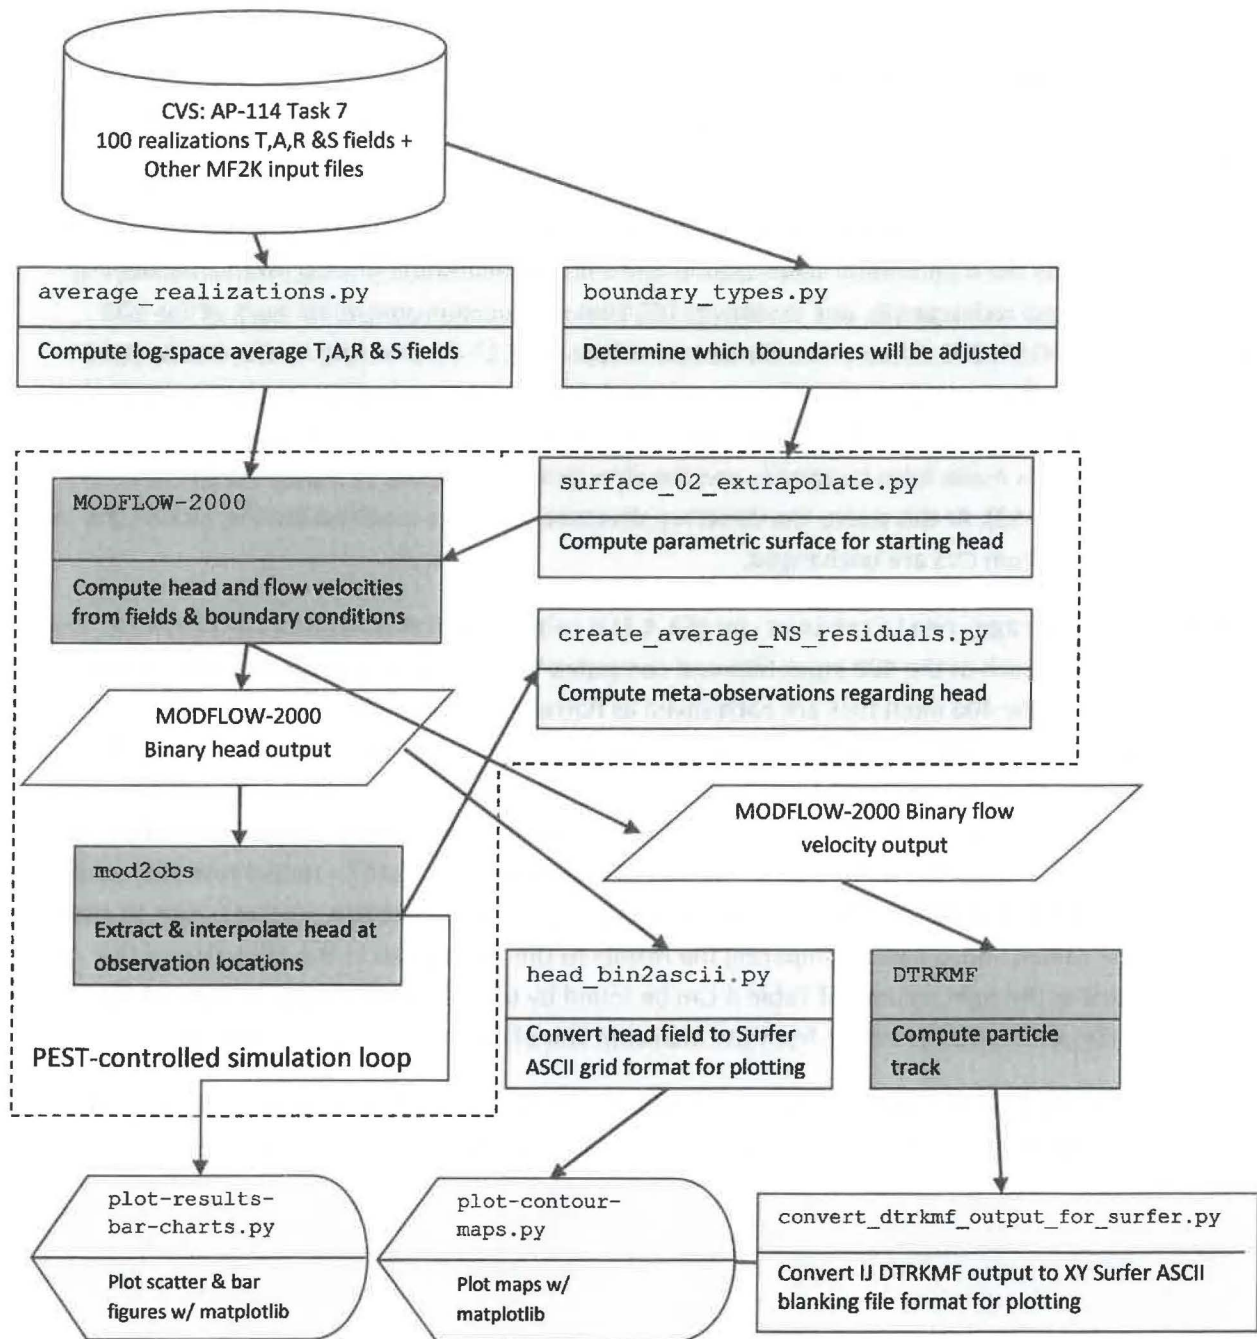 CVS: AP-114 Task 7
100 realizations T,A,R &S fields +
Other MF2K input files
average_realizations.py
Compute log-space average T,A,R & S fields
boundary_types.py
Determine which boundaries will be adjusted
MODFLOW-2000
Compute head and flow velocities
from fields & boundary conditions
surface_02_extrapolate.py
Compute parametric surface for starting head
create_average_NS_residuals.py
Compute meta-observations regarding head
MODFLOW-2000
Binary head output
MODFLOW-2000 Binary flow
velocity output
mod2obs
Extract & interpolate head at
observation locations
PEST-controlled simulation loop
head_bin2ascii.py
Convert head field to Surfer
ASCII grid format for plotting
DTRKMF
Compute particle
track
plot-results-
bar-charts.py
Plot scatter & bar
figures w/ matplotlib
plot-contour-
maps.py
Plot maps w/
matplotlib
convert_dtrkmf_output_for_surfer.py
Convert IJ DTRKMF output to XY Surfer ASCII
blanking file format for plotting